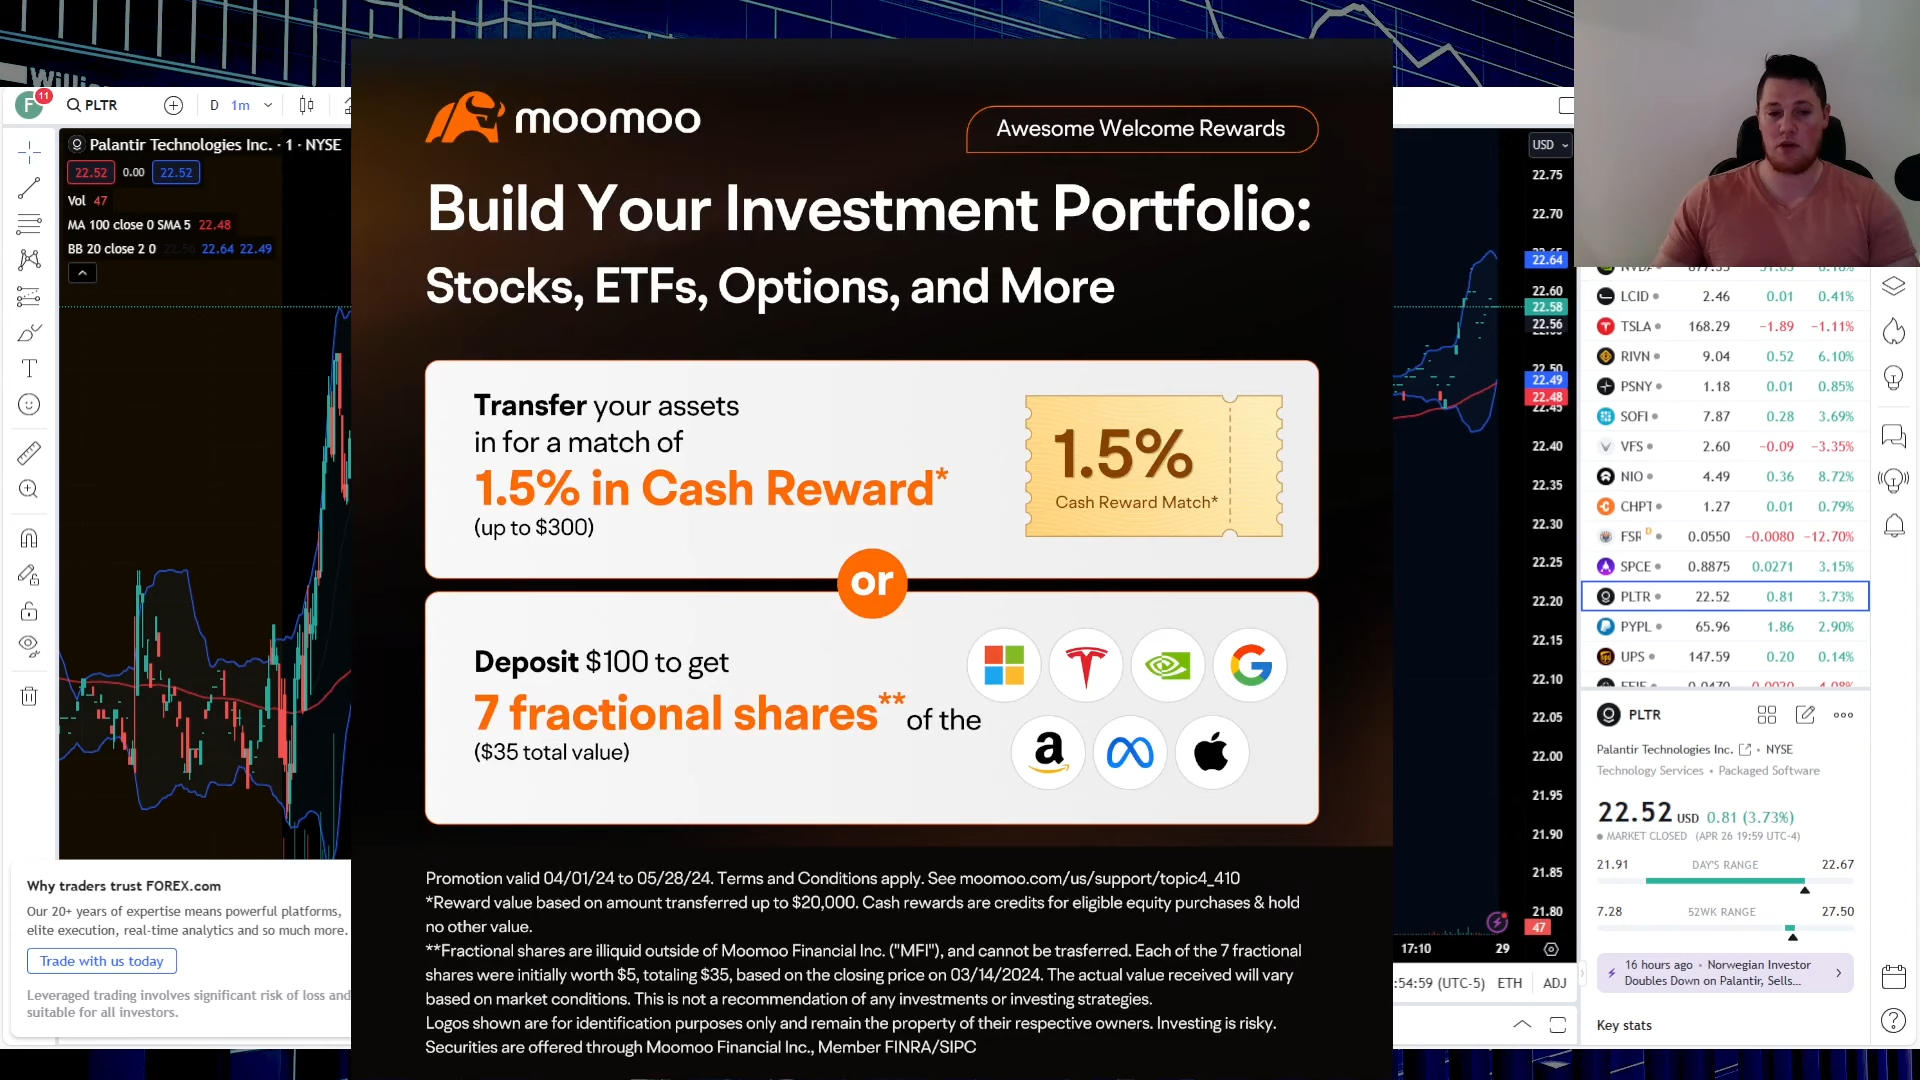 Willi
F
11
PLTR
D
1m
Palantir Technologies Inc. · 1 · NYSE
22.52
0.00
22.52
Vol 47
MA 100 close 0 SMA 5 22.48
BB 20 close 2 0 22.56 22.64 22.49
moomoo
Awesome Welcome Rewards
Build Your Investment Portfolio:
Stocks, ETFs, Options, and More
Transfer your assets
in for a match of
1.5% in Cash Reward*
(up to $300)
1.5%
Cash Reward Match*
or
Deposit $100 to get
7 fractional shares** of the
($35 total value)
Promotion valid 04/01/24 to 05/28/24. Terms and Conditions apply. See moomoo.com/us/support/topic4_410
*Reward value based on amount transferred up to $20,000. Cash rewards are credits for eligible equity purchases & hold
no other value.
**Fractional shares are illiquid outside of Moomoo Financial Inc. ("MFI"), and cannot be trasferred. Each of the 7 fractional
shares were initially worth $5, totaling $35, based on the closing price on 03/14/2024. The actual value received will vary
based on market conditions. This is not a recommendation of any investments or investing strategies.
Logos shown are for identification purposes only and remain the property of their respective owners. Investing is risky.
Securities are offered through Moomoo Financial Inc., Member FINRA/SIPC
Why traders trust FOREX.com
Our 20+ years of expertise means powerful platforms,
elite execution, real-time analytics and so much more.
Trade with us today
Leveraged trading involves significant risk of loss and
suitable for all investors.
USD
22.75
22.70
22.64
22.60
22.58
22.56
22.50
22.49
22.48
22.45
22.40
22.35
22.30
22.25
22.20
22.15
22.10
22.05
22.00
21.95
21.90
21.85
21.80
47
17:10
29
:54:59 (UTC-5)
ETH
ADJ
LCID 2.46 0.01 0.41%
TSLA 168.29 −1.89 −1.11%
RIVN 9.04 0.52 6.10%
PSNY 1.18 0.01 0.85%
SOFI 7.87 0.28 3.69%
VFS 2.60 −0.09 −3.35%
NIO 4.49 0.36 8.72%
CHPT 1.27 0.01 0.79%
FSR D 0.0550 −0.0080 −12.70%
SPCE 0.8875 0.0271 3.15%
PLTR 22.52 0.81 3.73%
PYPL 65.96 1.86 2.90%
UPS 147.59 0.20 0.14%
PLTR
Palantir Technologies Inc. • NYSE
Technology Services • Packaged Software
22.52 USD 0.81 (3.73%)
MARKET CLOSED (APR 26 19:59 UTC-4)
21.91 DAY'S RANGE 22.67
7.28 52WK RANGE 27.50
16 hours ago • Norwegian Investor
Doubles Down on Palantir, Sells...
Key stats